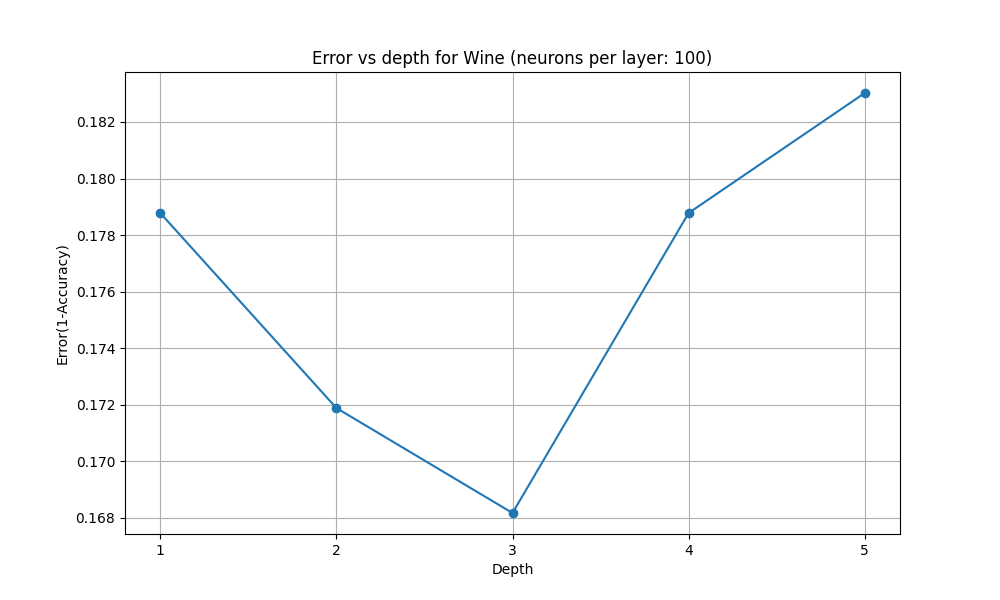 Error vs depth for Wine (neurons per layer: 100)
Error(1-Accuracy)
0.182
0.180
0.178
0.176
0.174
0.172
0.170
0.168
1 2 3 4 5
Depth